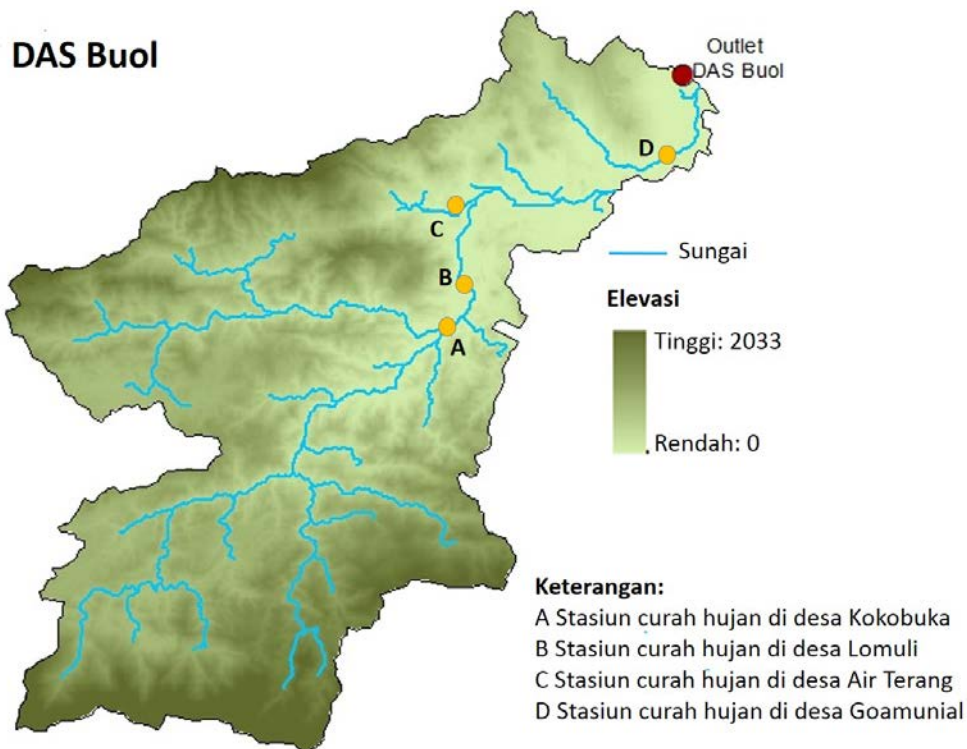 DAS Buol
Outlet
DAS Buol
D
C
B
A
Sungai
Elevasi
Tinggi: 2033
Rendah: 0
Keterangan:
A Stasiun curah hujan di desa Kokobuka
B Stasiun curah hujan di desa Lomuli
C Stasiun curah hujan di desa Air Terang
D Stasiun curah hujan di desa Goamunial